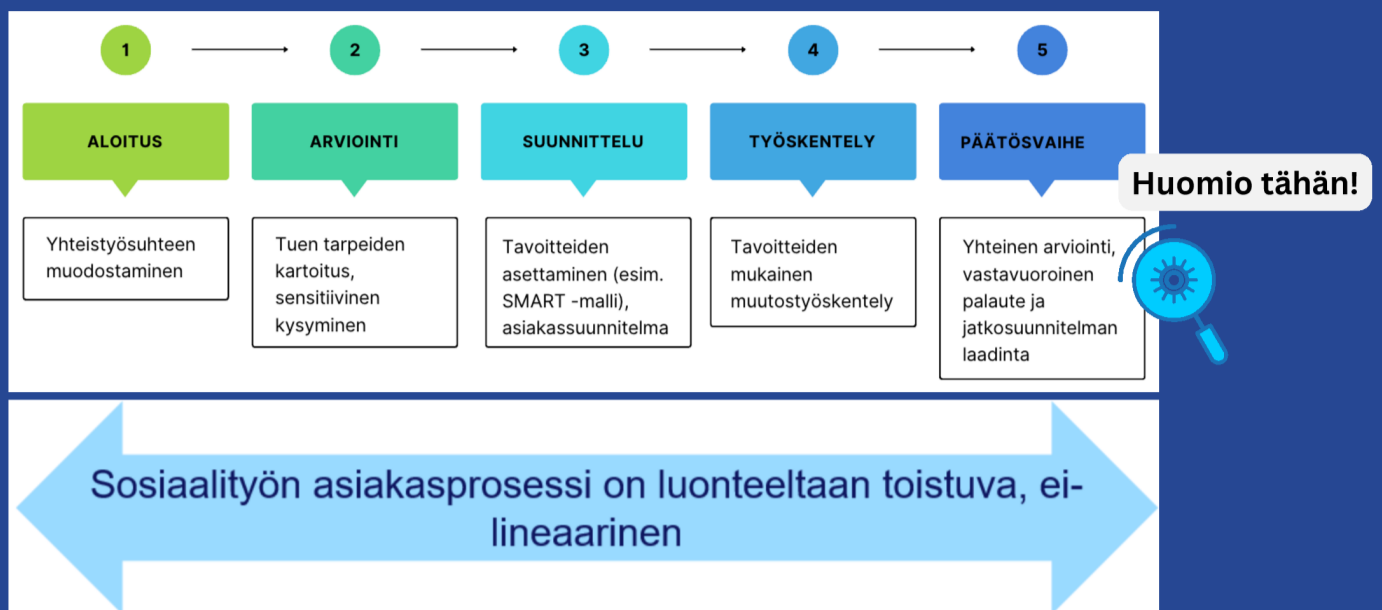 1
2
3
4
5
ALOITUS
ARVIOINTI
SUUNNITTELU
TYÖSKENTELY
PÄÄTÖSVAIHE
Huomio tähän!
Yhteistyösuhteen
muodostaminen
Tuen tarpeiden
kartoitus,
sensitiivinen
kysyminen
Tavoitteiden
asettaminen (esim.
SMART -malli),
asiakassuunnitelma
Tavoitteiden
mukainen
muutostyöskentely
Yhteinen arviointi,
vastavuoroinen
palaute ja
jatkosuunnitelman
laadinta
Sosiaalityön asiakasprosessi on luonteeltaan toistuva, ei-
lineaarinen